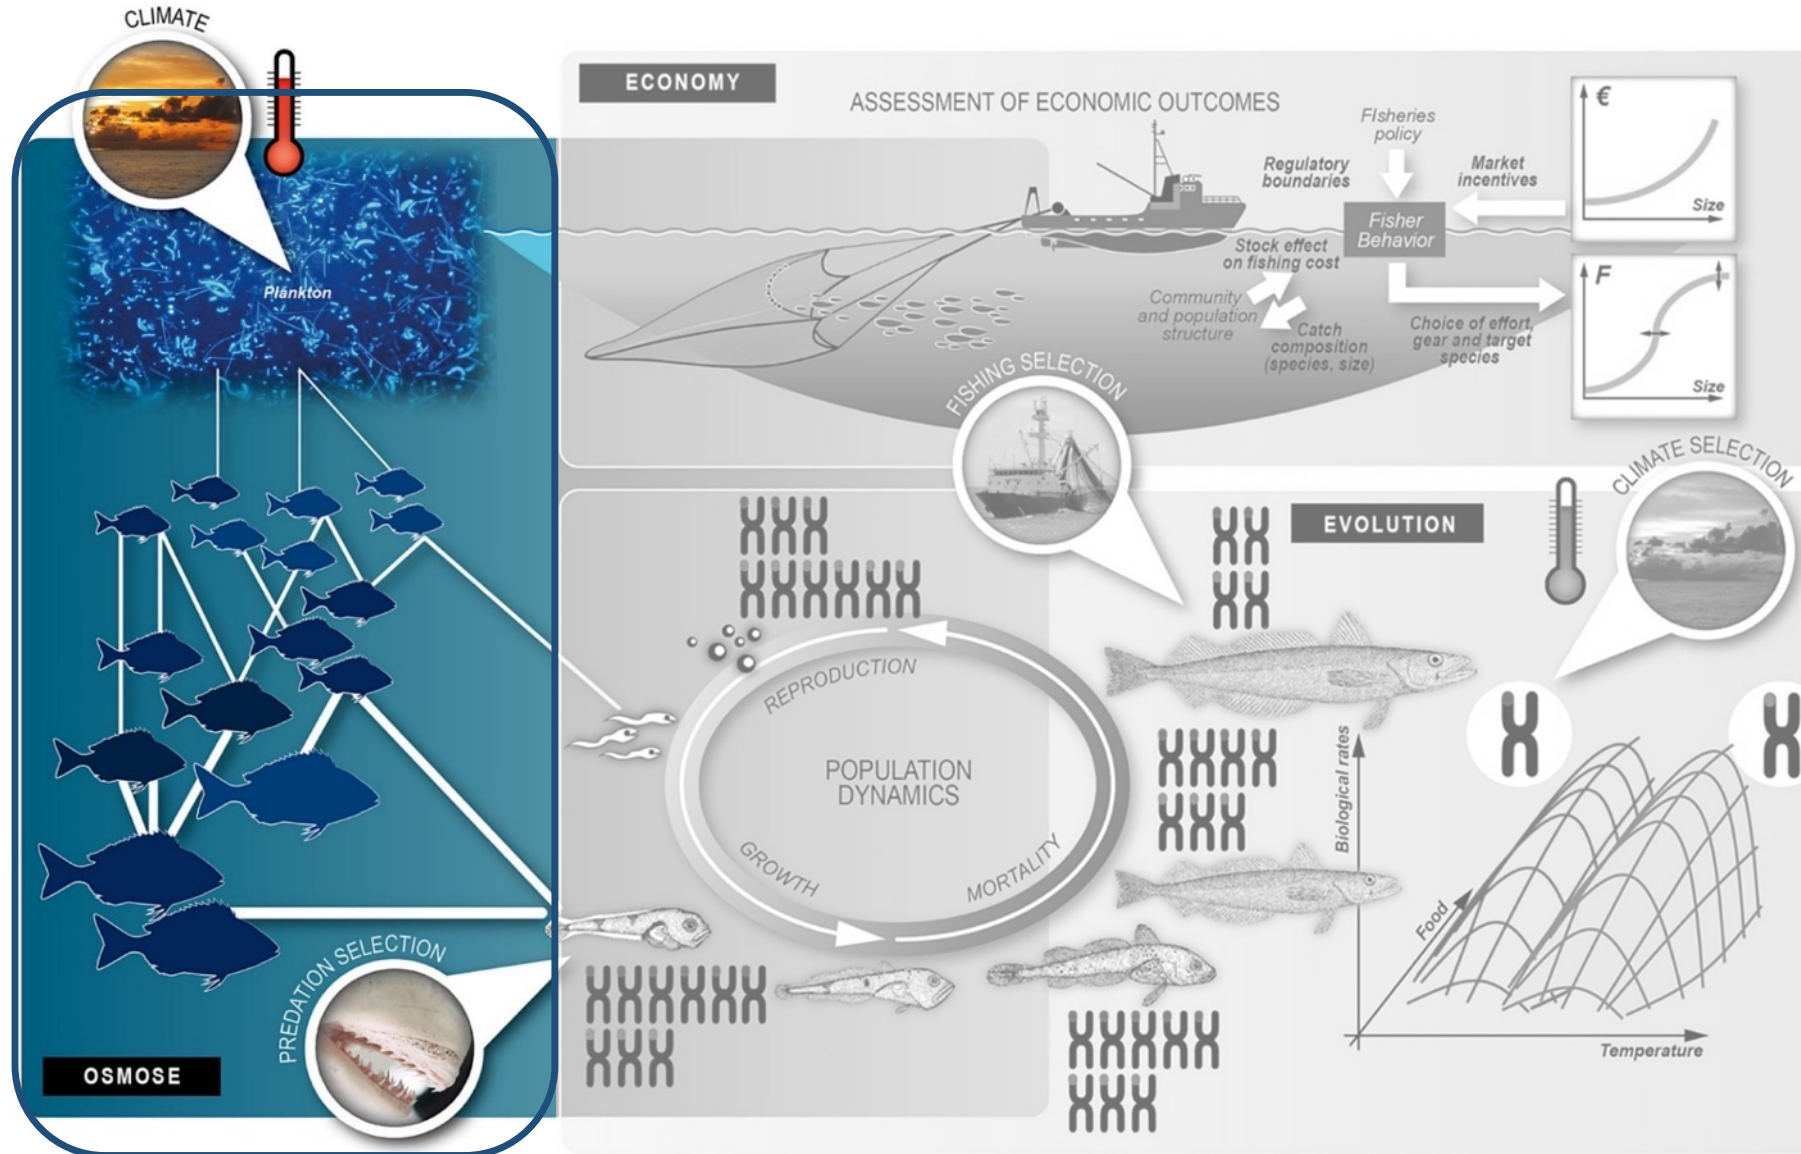 CLIMATE
Plankton
OSMOSE
PREDATION SELECTION
ECONOMY
ASSESSMENT OF ECONOMIC OUTCOMES
FIsheries
policy
Regulatory
boundaries
Market
incentives
Fisher
Behavior
€
Size
Stock effect
on fishing cost
Community
and population
structure
Catch
composition
(species, size)
Choice of effort,
gear and target
species
F
Size
FISHING SELECTION
EVOLUTION
CLIMATE SELECTION
REPRODUCTION
POPULATION
DYNAMICS
GROWTH
MORTALITY
Biological rates
Food
Temperature